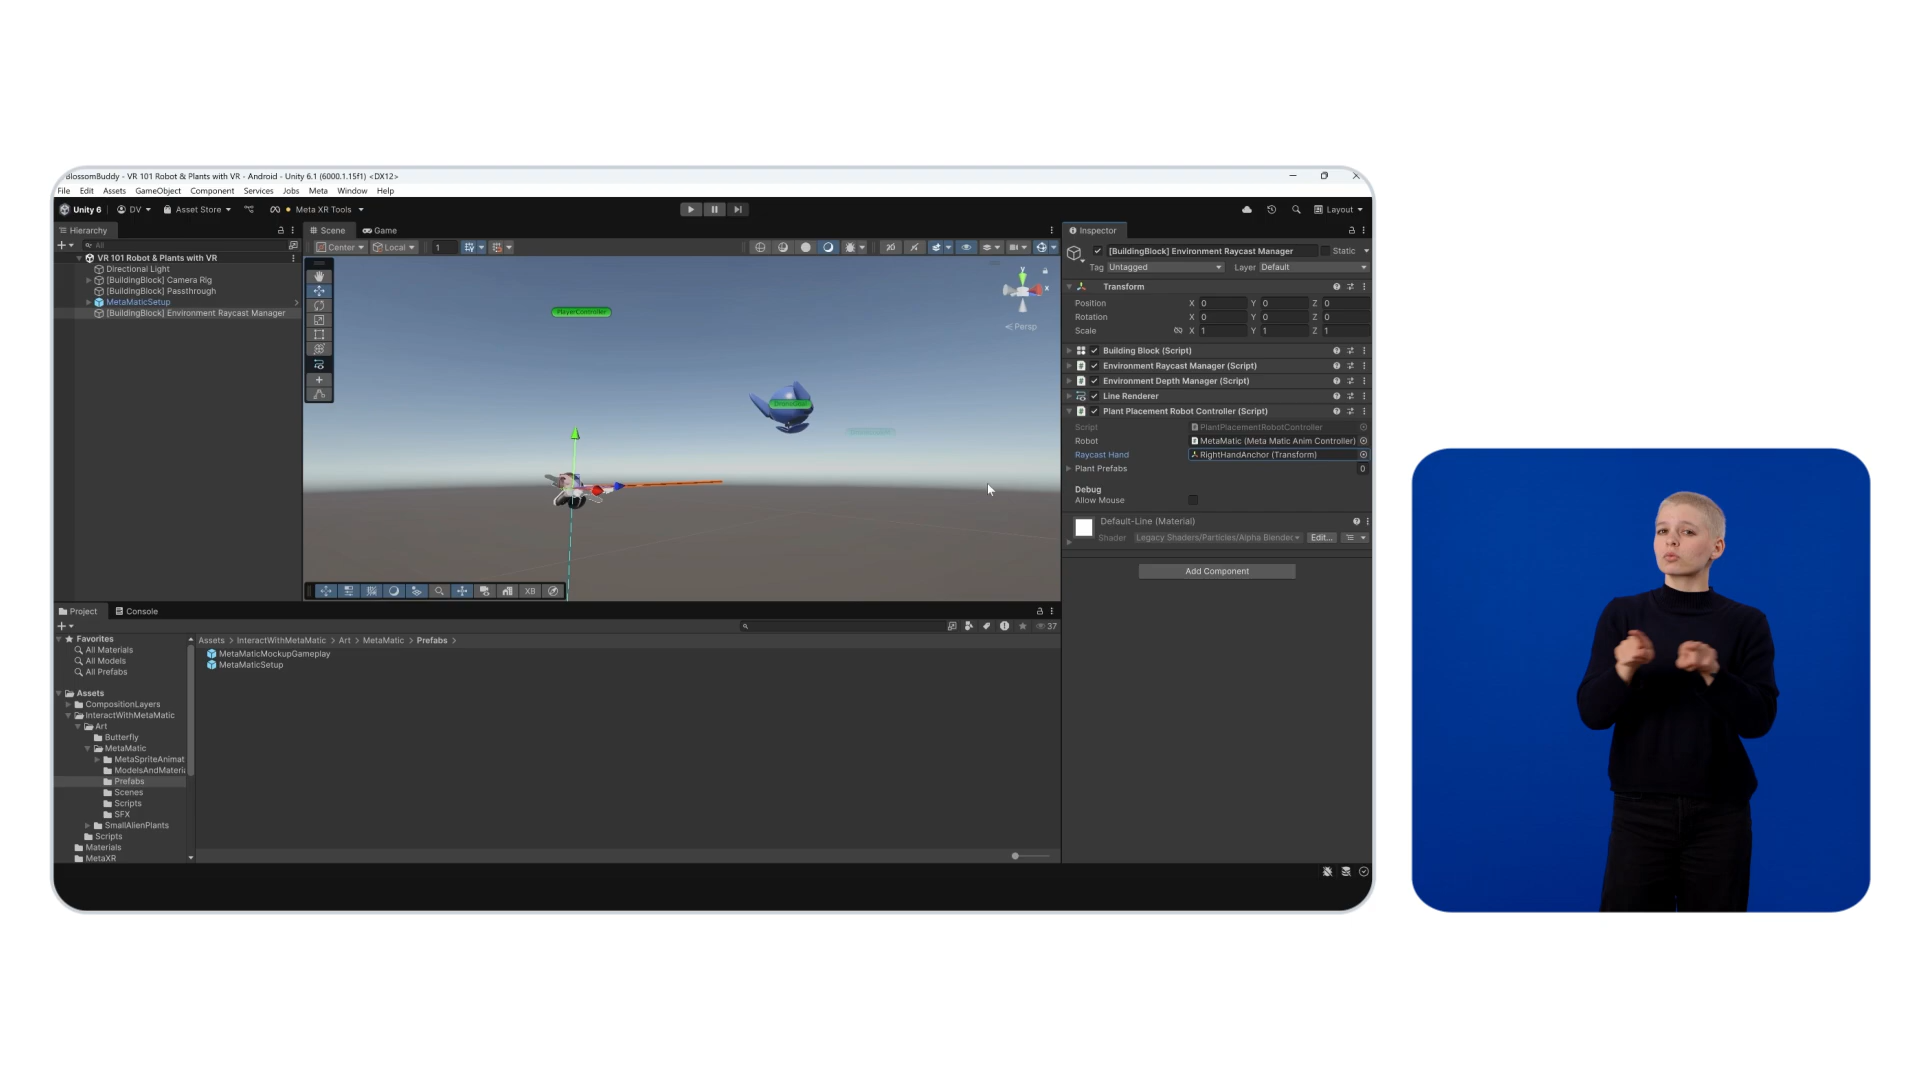 BlossomBuddy - VR 101 Robot & Plants with VR - Android - Unity 6.1 (6000.1.15f1) <DX12>
File Edit Assets GameObject Component Services Jobs Meta Window Help
Unity 6 DV Asset Store Meta XR Tools Layout
Hierarchy
All
VR 101 Robot & Plants with VR
Directional Light
[BuildingBlock] Camera Rig
[BuildingBlock] Passthrough
MetaMaticSetup
[BuildingBlock] Environment Raycast Manager
Scene Game
Center Local 1 2D
PlayerController
DroneGoal
y
x
Persp
XB
Inspector
[BuildingBlock] Environment Raycast Manager Static
Tag Untagged Layer Default
Transform
Position X 0 Y 0 Z 0
Rotation X 0 Y 0 Z 0
Scale X 1 Y 1 Z 1
Building Block (Script)
Environment Raycast Manager (Script)
Environment Depth Manager (Script)
Line Renderer
Plant Placement Robot Controller (Script)
Script PlantPlacementRobotController
Robot MetaMatic (Meta Matic Anim Controller)
Raycast Hand RightHandAnchor (Transform)
Plant Prefabs 0
Debug
Allow Mouse
Default-Line (Material)
Shader Legacy Shaders/Particles/Alpha Blended Edit...
Add Component
Project Console
37
Favorites
All Materials
All Models
All Prefabs
Assets
CompositionLayers
InteractWithMetaMatic
Art
Butterfly
MetaMatic
MetaSpriteAnimat
ModelsAndMateria
Prefabs
Scenes
Scripts
SFX
SmallAlienPlants
Scripts
Materials
MetaXR
Assets > InteractWithMetaMatic > Art > MetaMatic > Prefabs >
MetaMaticMockupGameplay
MetaMaticSetup